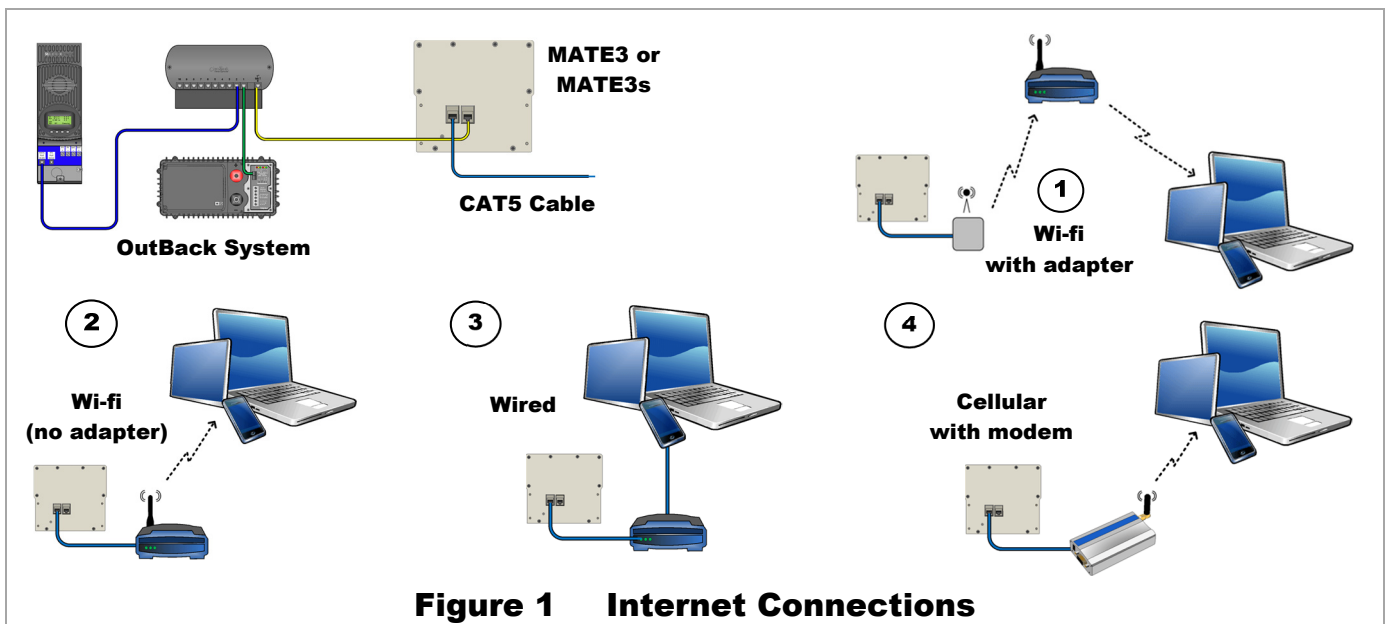 MATE3 or
MATE3s
CAT5 Cable
OutBack System
1
Wi-fi
with adapter
2
Wi-fi
(no adapter)
3
Wired
4
Cellular
with modem
Figure 1 Internet Connections